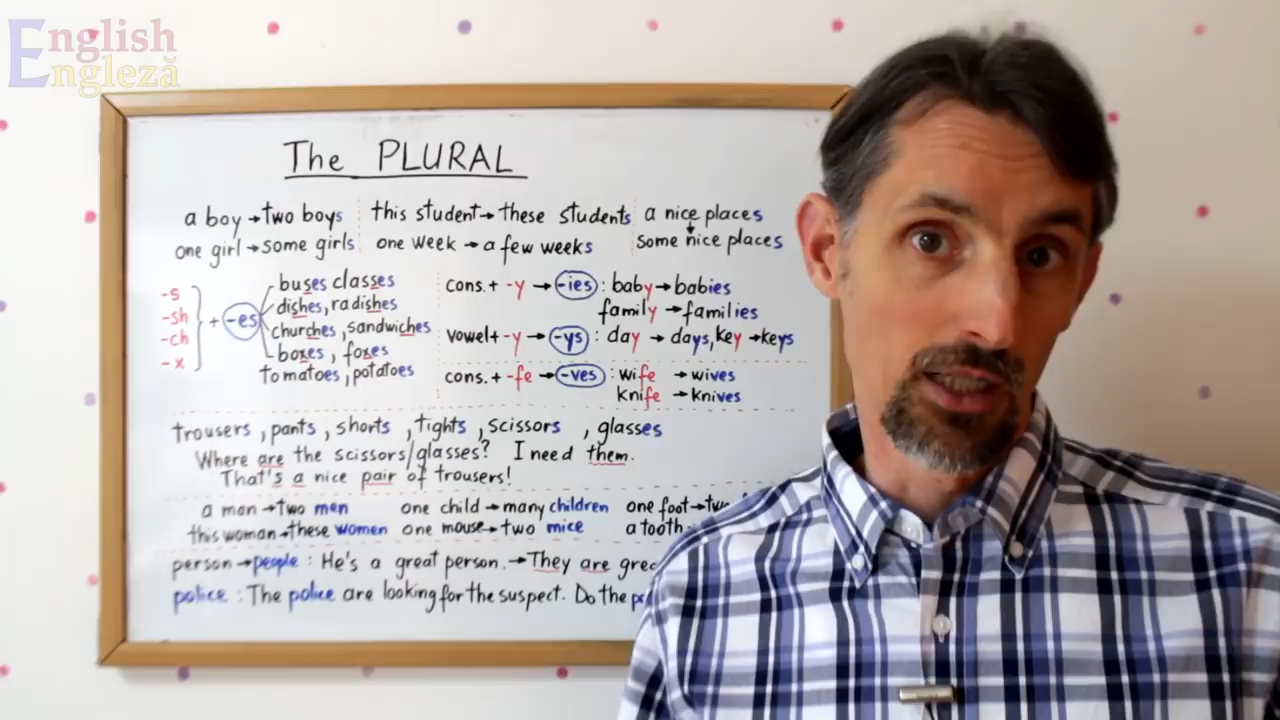 English
Engleză
The PLURAL
a boy → two boys
one girl → some girls
this student → these students
one week → a few weeks
a nice places
↓
some nice places
-s
-sh
-ch
-x
+ -es
buses classes
dishes, radishes
churches, sandwiches
boxes, foxes
tomatoes, potatoes
cons. + -y → -ies : baby → babies
family → families
vowel + -y → -ys : day → days, key → keys
cons. + -fe → -ves : wife → wives
knife → knives
trousers, pants, shorts, tights, scissors, glasses
Where are the scissors/glasses? I need them.
That's a nice pair of trousers!
a man → two men one child → many children one foot →
this woman → these women one mouse → two mice a tooth
person → people : He's a great person. → They are
police : The police are looking for the suspect. Do the